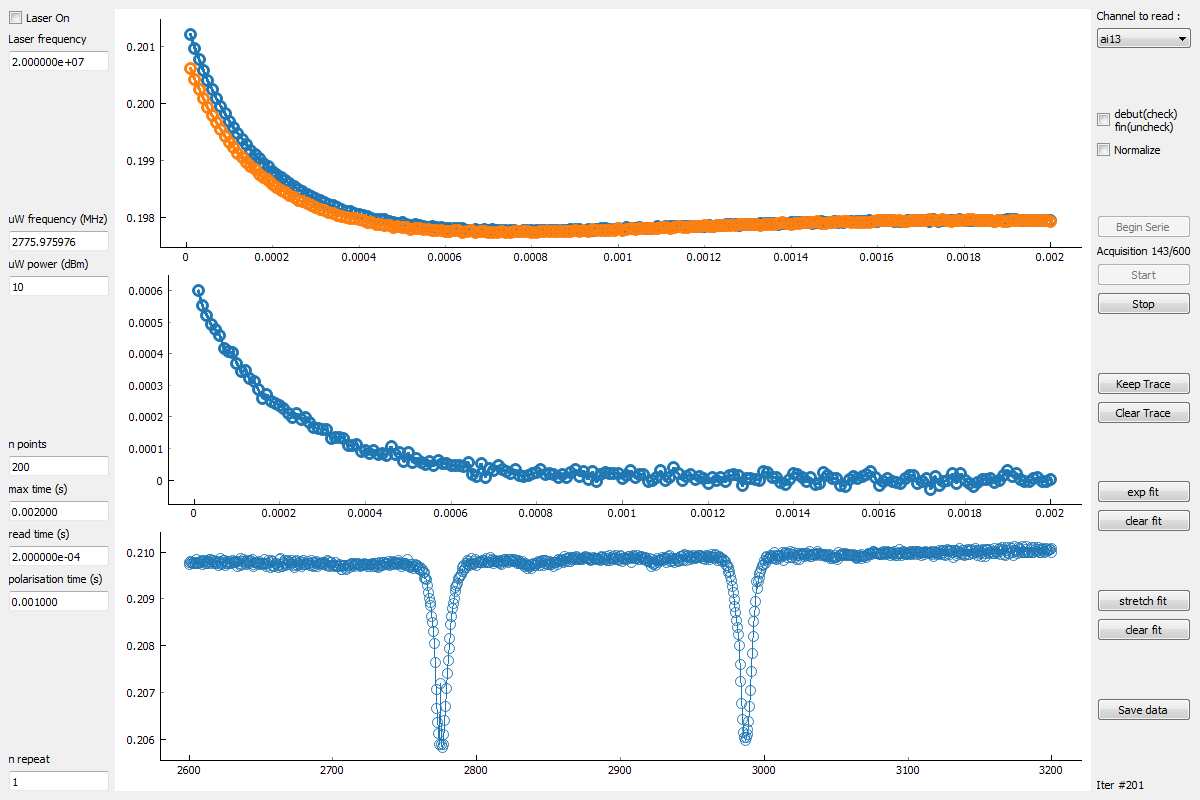 Laser On
Laser frequency
2.000000e+07
uW frequency (MHz)
2775.975976
uW power (dBm)
10
n points
200
max time (s)
0.002000
read time (s)
2.000000e-04
polarisation time (s)
0.001000
n repeat
1
0.201
0.200
0.199
0.198
0 0.0002 0.0004 0.0006 0.0008 0.001 0.0012 0.0014 0.0016 0.0018 0.002
0.0006
0.0005
0.0004
0.0003
0.0002
0.0001
0
0 0.0002 0.0004 0.0006 0.0008 0.001 0.0012 0.0014 0.0016 0.0018 0.002
0.210
0.209
0.208
0.207
0.206
2600 2700 2800 2900 3000 3100 3200
Channel to read :
ai13
debut(check)
fin(uncheck)
Normalize
Begin Serie
Acquisition 143/600
Start
Stop
Keep Trace
Clear Trace
exp fit
clear fit
stretch fit
clear fit
Save data
Iter #201